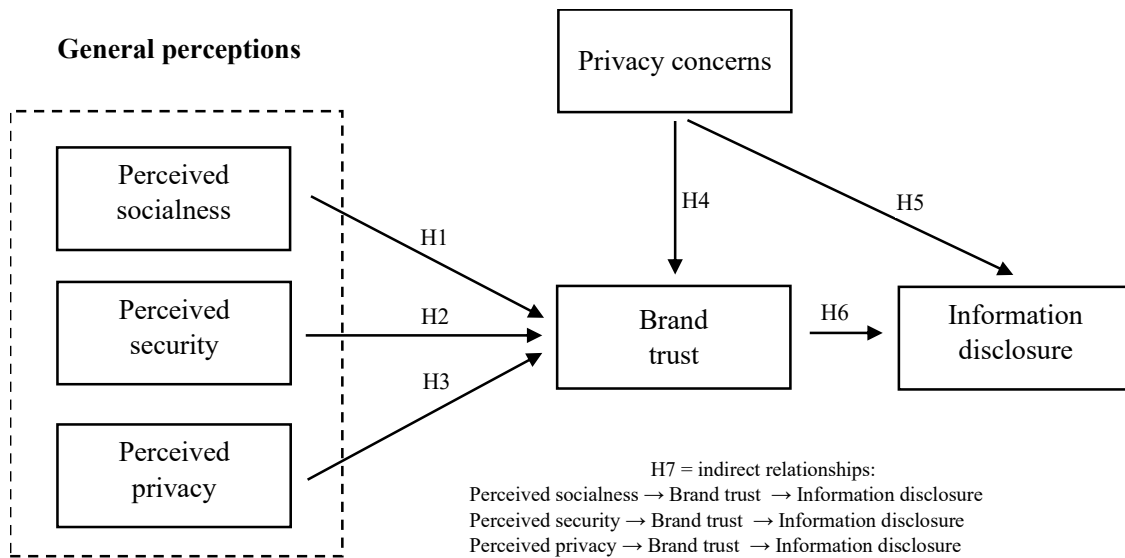 General perceptions
Privacy concerns
Perceived
socialness
H1
H4
H5
Perceived
security
H2
Brand
trust
H6
Information
disclosure
H3
Perceived
privacy
H7 = indirect relationships:
Perceived socialness → Brand trust → Information disclosure
Perceived security → Brand trust → Information disclosure
Perceived privacy → Brand trust → Information disclosure